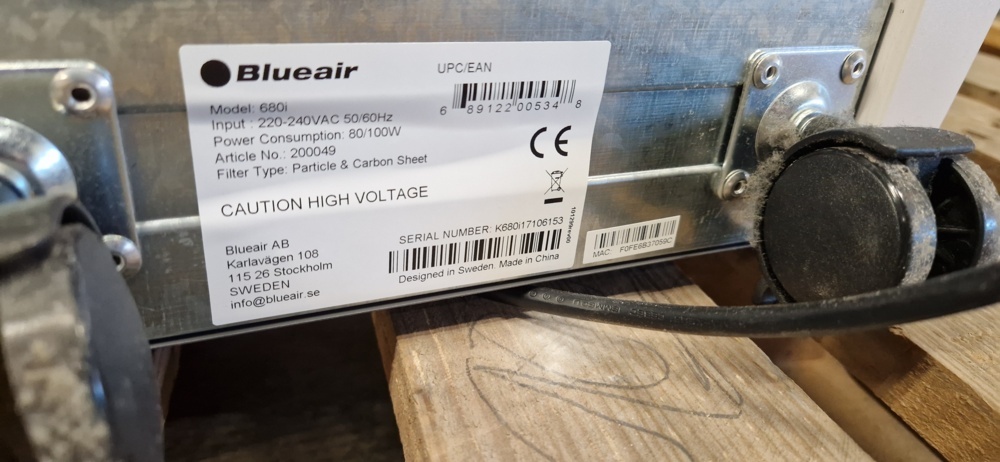 Blueair
UPC/EAN
6 89122 00534 8
Model: 680i
Input : 220-240VAC 50/60Hz
Power Consumption: 80/100W
Article No.: 200049
Filter Type: Particle & Carbon Sheet
CE
CAUTION HIGH VOLTAGE
Blueair AB
Karlavägen 108
115 26 Stockholm
SWEDEN
info@blueair.se
SERIAL NUMBER: K680i17106153
Designed in Sweden. Made in China
MAC: